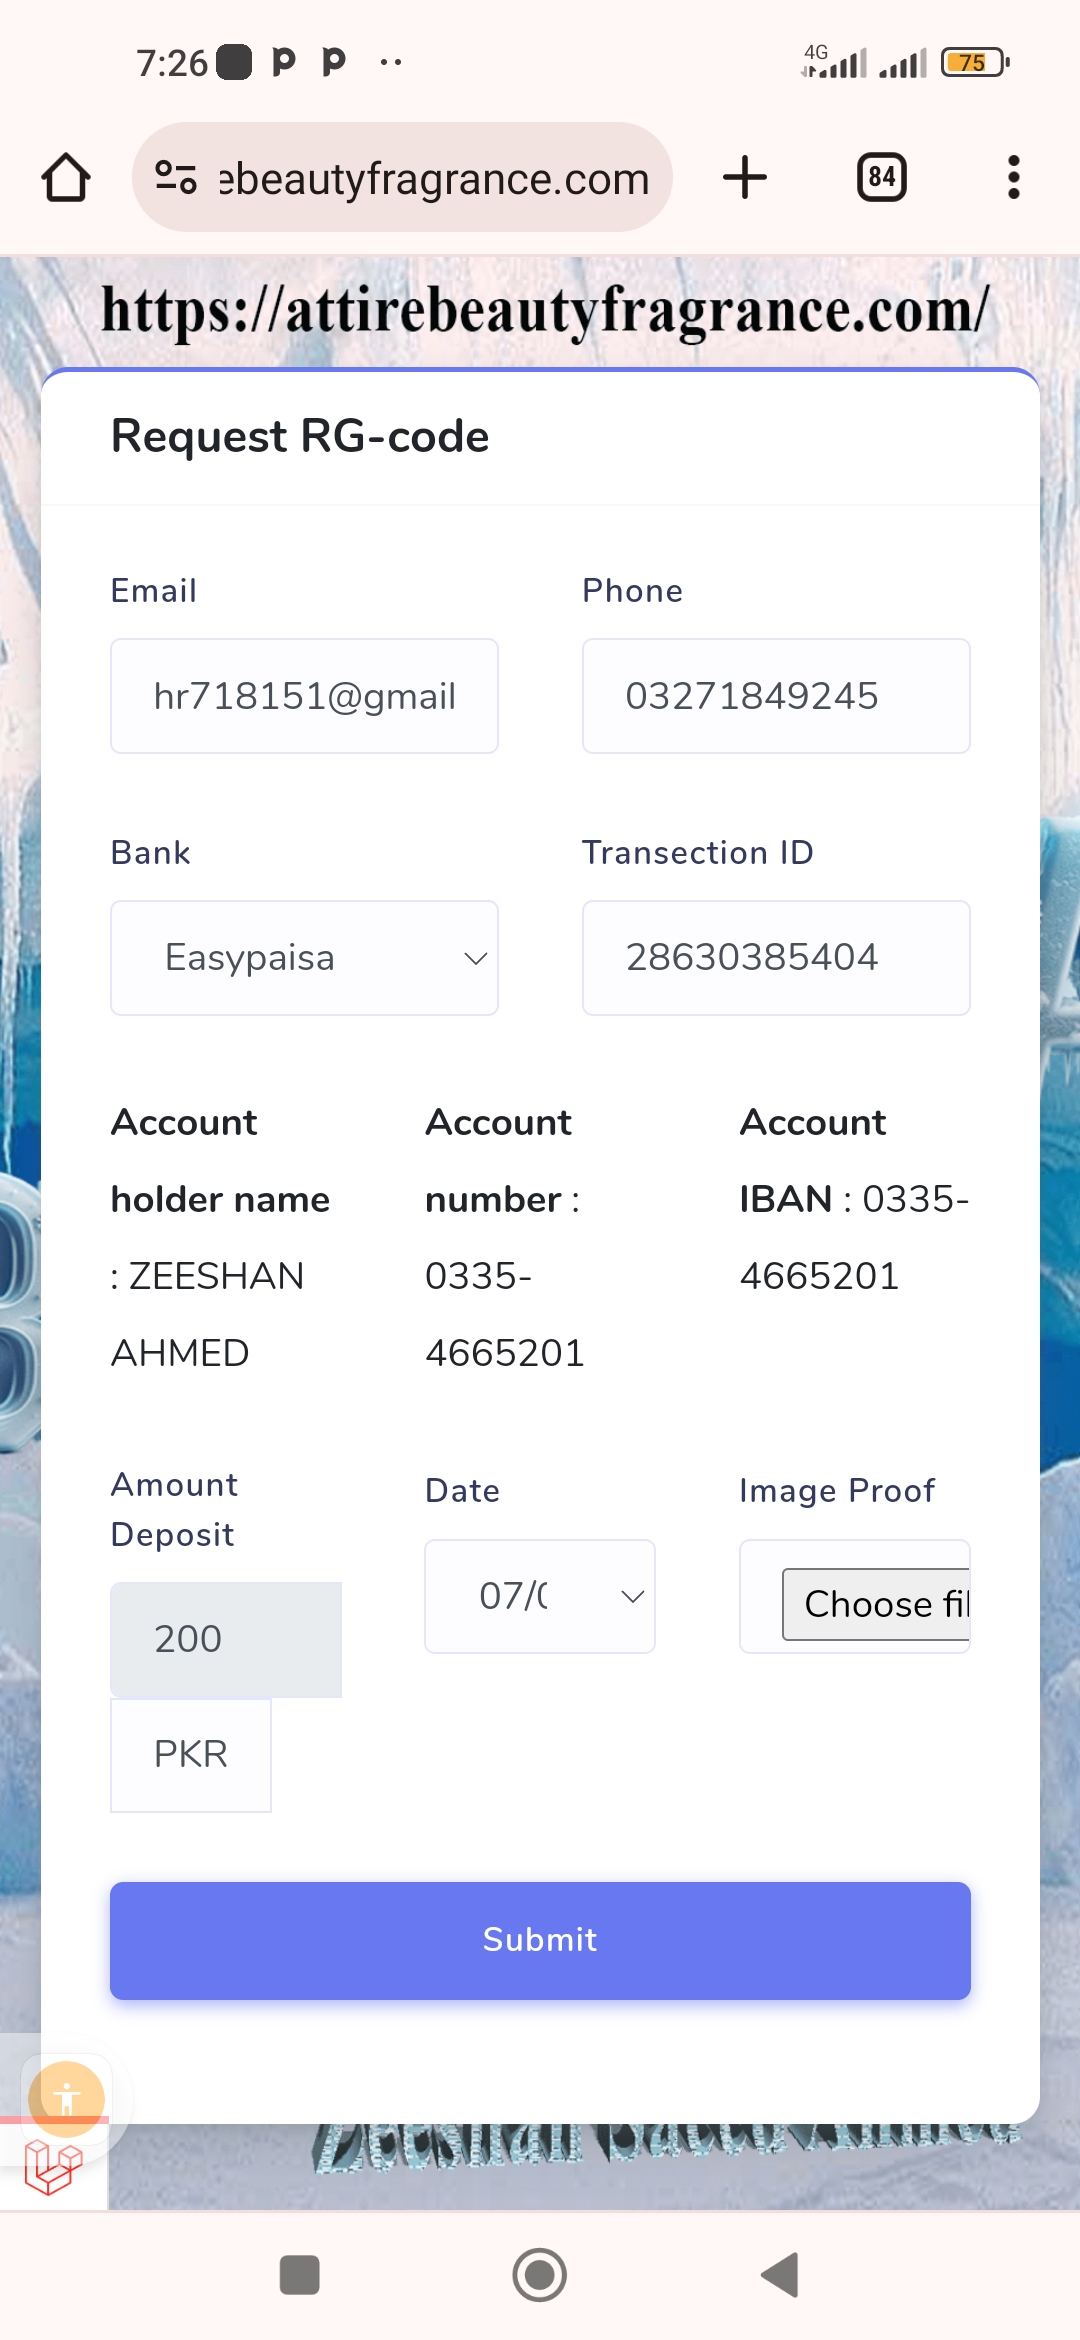 7:26
4G
75
ebeautyfragrance.com
84
https://attirebeautyfragrance.com/
Request RG-code
Email
Phone
hr718151@gmail
03271849245
Bank
Transection ID
Easypaisa
28630385404
Account holder name : ZEESHAN AHMED
Account number : 0335-4665201
Account IBAN : 0335-4665201
Amount Deposit
Date
Image Proof
200
07/0
Choose fil
PKR
Submit